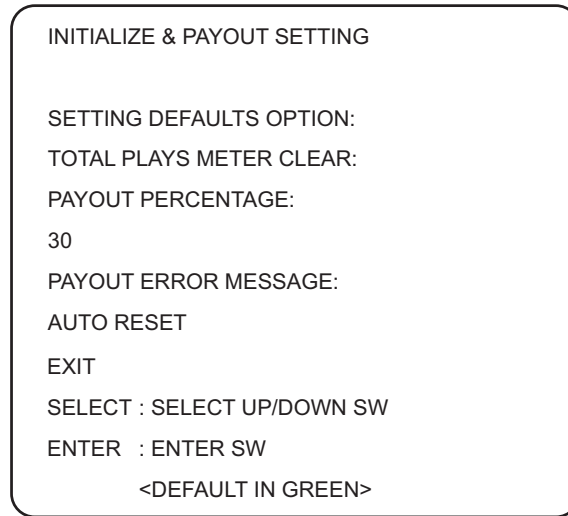 INITIALIZE & PAYOUT SETTING
SETTING DEFAULTS OPTION:
TOTAL PLAYS METER CLEAR:
PAYOUT PERCENTAGE:
30
PAYOUT ERROR MESSAGE:
AUTO RESET
EXIT
SELECT : SELECT UP/DOWN SW
ENTER : ENTER SW
<DEFAULT IN GREEN>